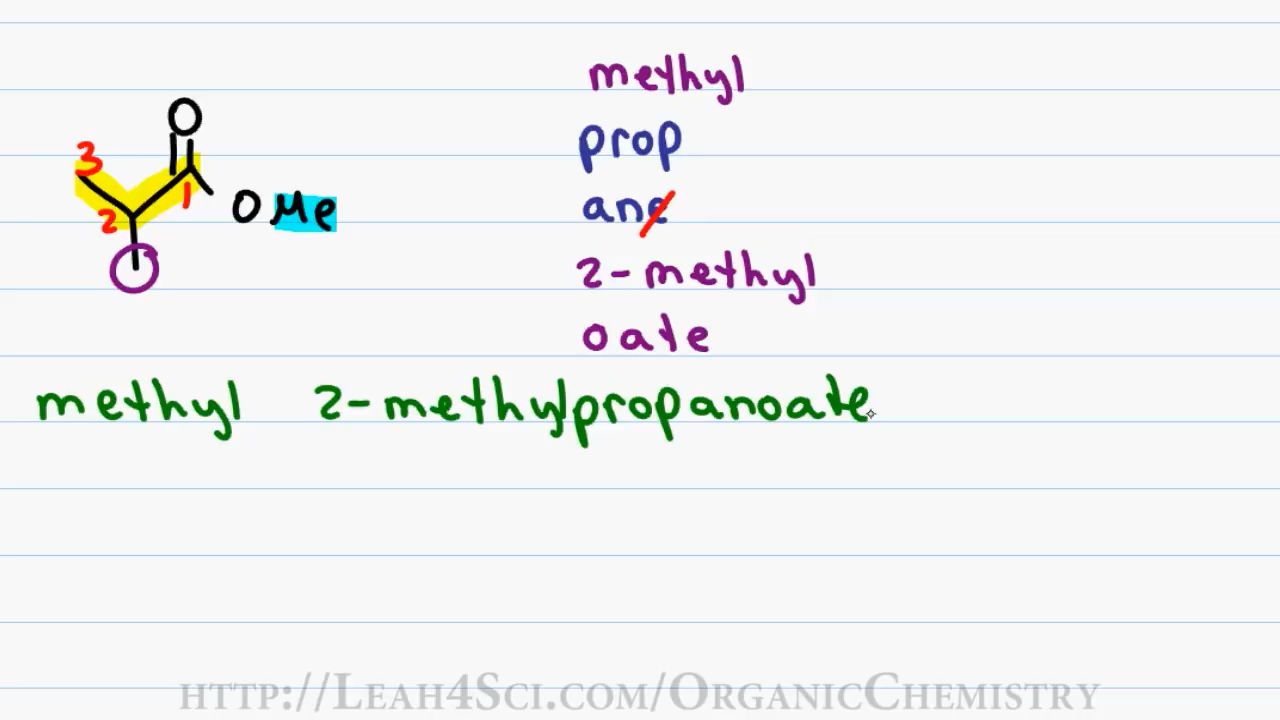 O
3
1
2
OMe
methyl
prop
ane
2-methyl
oate
methyl 2-methylpropanoate
http://Leah4Sci.com/OrganicChemistry